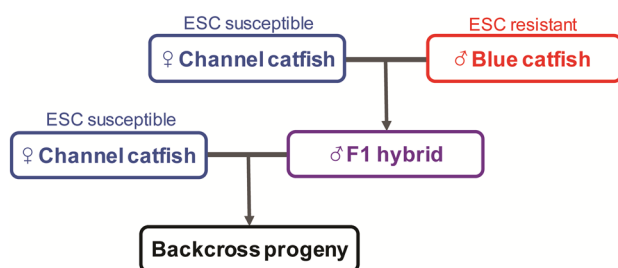 ESC susceptible
ESC resistant
♀ Channel catfish
♂ Blue catfish
ESC susceptible
♀ Channel catfish
♂ F1 hybrid
Backcross progeny